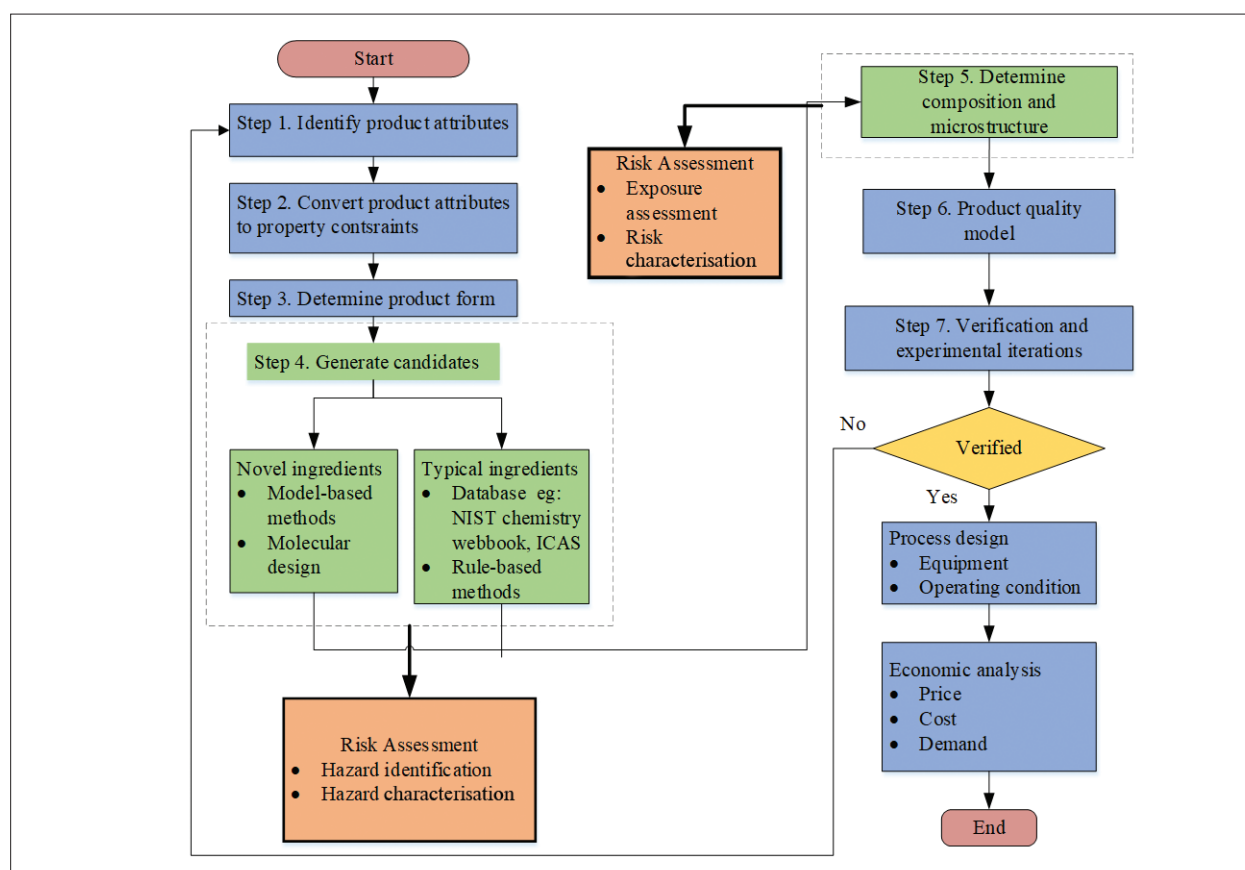 Start
Step 1. Identify product attributes
Step 2. Convert product attributes
to property contsraints
Step 3. Determine product form
Step 4. Generate candidates
Novel ingredients
● Model-based
methods
● Molecular
design
Typical ingredients
● Database eg:
NIST chemistry
webbook, ICAS
● Rule-based
methods
Risk Assessment
● Hazard identification
● Hazard characterisation
Risk Assessment
● Exposure
assessment
● Risk
characterisation
Step 5. Determine
composition and
microstructure
Step 6. Product quality
model
Step 7. Verification and
experimental iterations
No
Verified
Yes
Process design
● Equipment
● Operating condition
Economic analysis
● Price
● Cost
● Demand
End